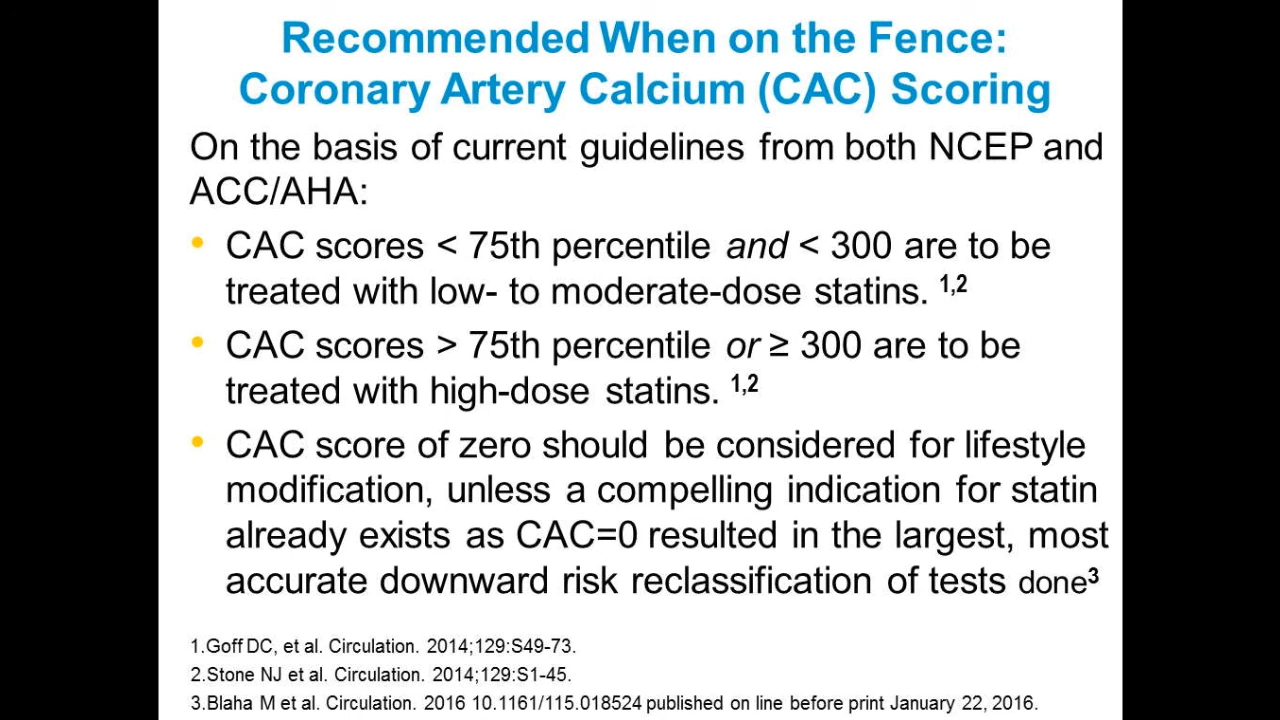 Recommended When on the Fence:
Coronary Artery Calcium (CAC) Scoring
On the basis of current guidelines from both NCEP and
ACC/AHA:
• CAC scores < 75th percentile and < 300 are to be
treated with low- to moderate-dose statins. 1,2
• CAC scores > 75th percentile or ≥ 300 are to be
treated with high-dose statins. 1,2
• CAC score of zero should be considered for lifestyle
modification, unless a compelling indication for statin
already exists as CAC=0 resulted in the largest, most
accurate downward risk reclassification of tests done3
1.Goff DC, et al. Circulation. 2014;129:S49-73.
2.Stone NJ et al. Circulation. 2014;129:S1-45.
3.Blaha M et al. Circulation. 2016 10.1161/115.018524 published on line before print January 22, 2016.